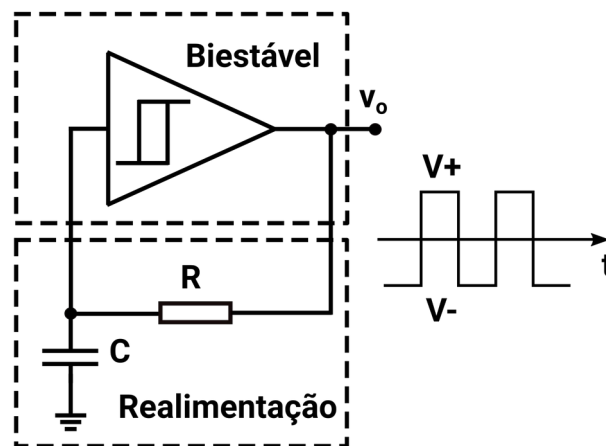 Biestável
vo
V+
R
t
V-
C
Realimentação